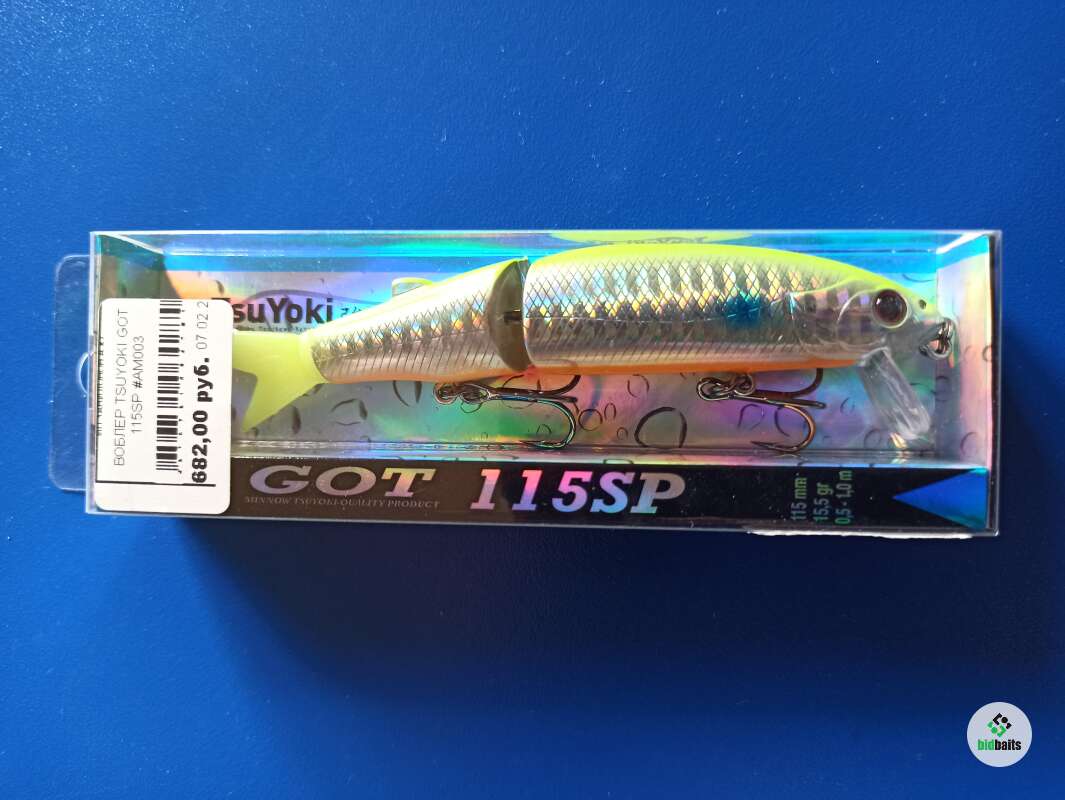 TsuYoki
ВОБЛЕР TSUYOKI GOT
115SP #AM003
682,00 руб. 07 02 2
GOT 115SP
MINNOW TSUYOKI QUALITY PRODUCT
115 mm
15,5 gr
0,5 - 1,0 m
bidbaits